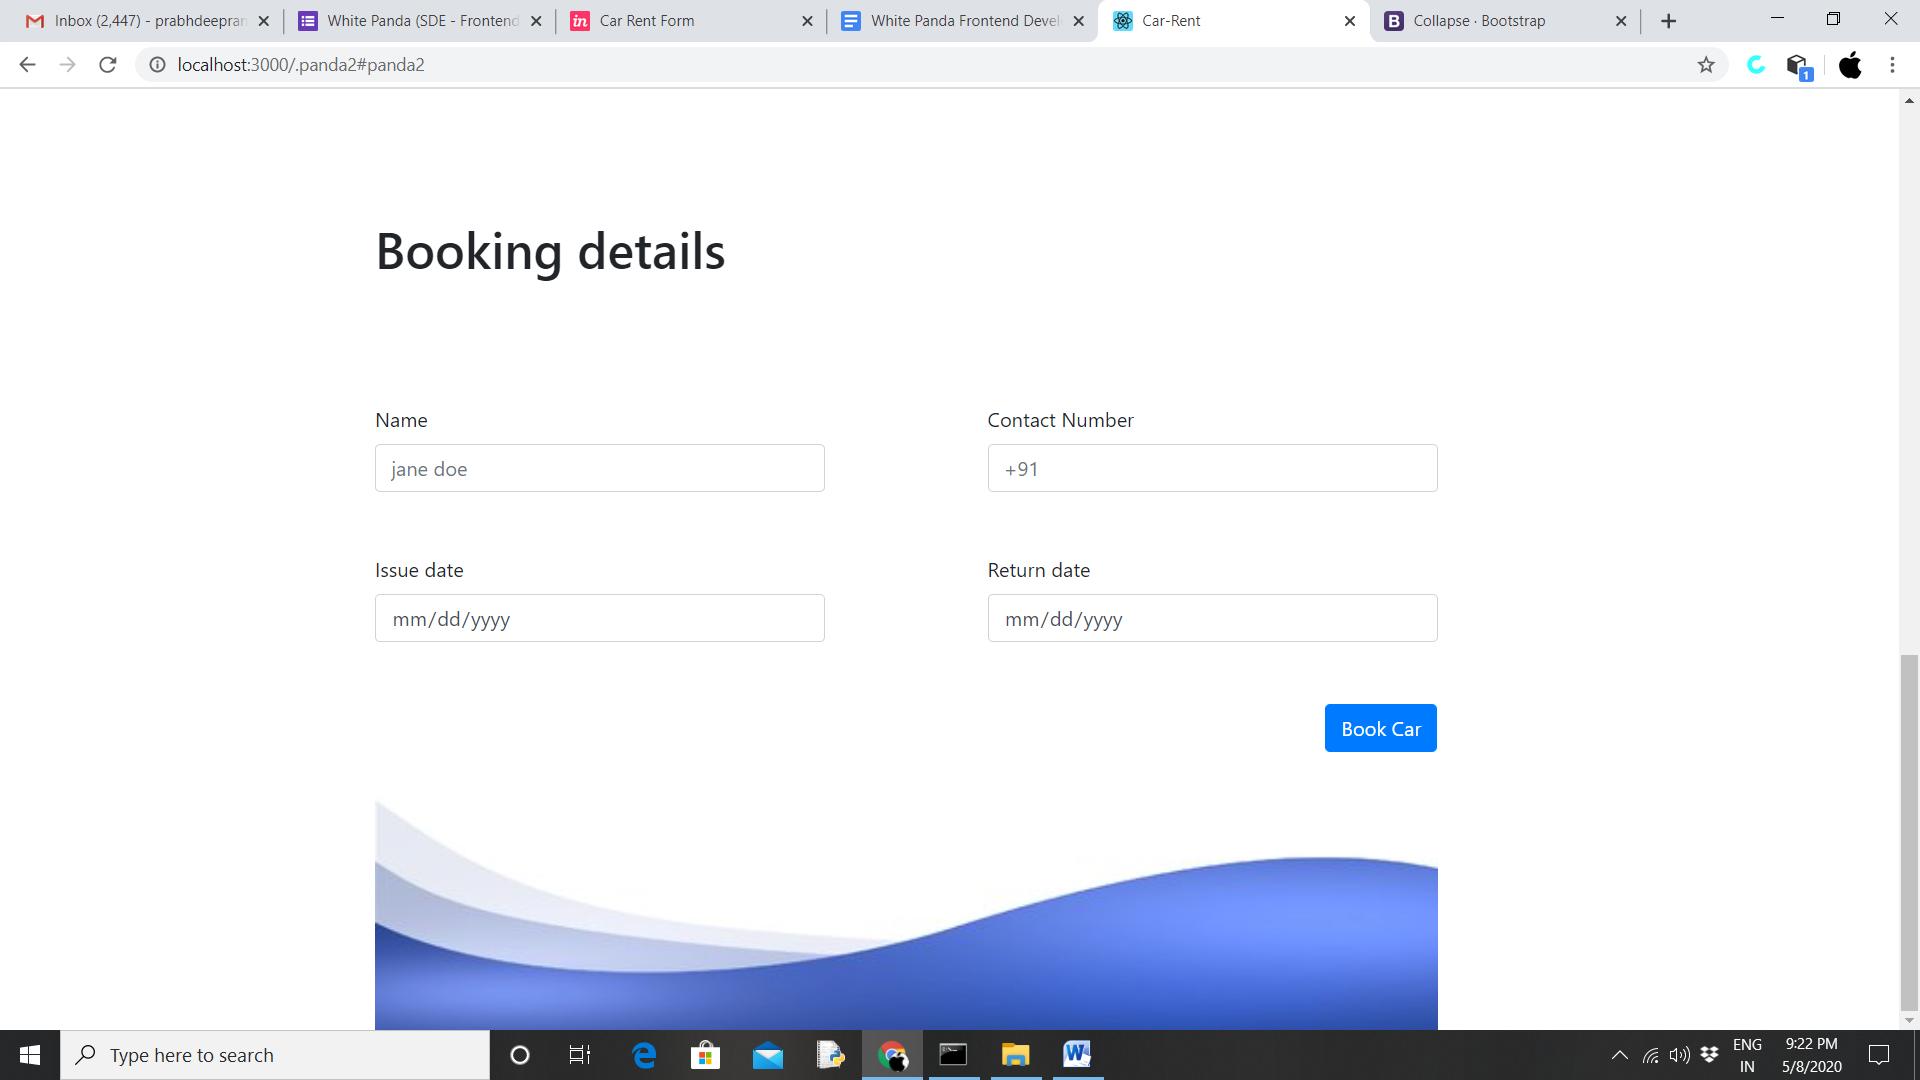 Inbox (2,447) - prabhdeepran
White Panda (SDE - Frontend
in Car Rent Form
White Panda Frontend Devel
Car-Rent
B Collapse · Bootstrap
localhost:3000/.panda2#panda2
1
Booking details
Name
Contact Number
jane doe
+91
Issue date
Return date
mm/dd/yyyy
mm/dd/yyyy
Book Car
Type here to search
W
ENG
IN
9:22 PM
5/8/2020